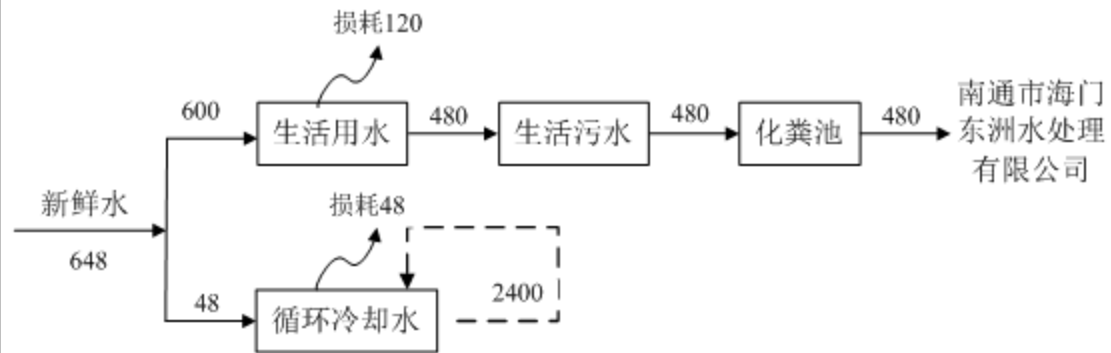 损耗120
600
生活用水
480
生活污水
480
化粪池
480
南通市海门
东洲水处理
有限公司
新鲜水
648
损耗48
48
循环冷却水
2400